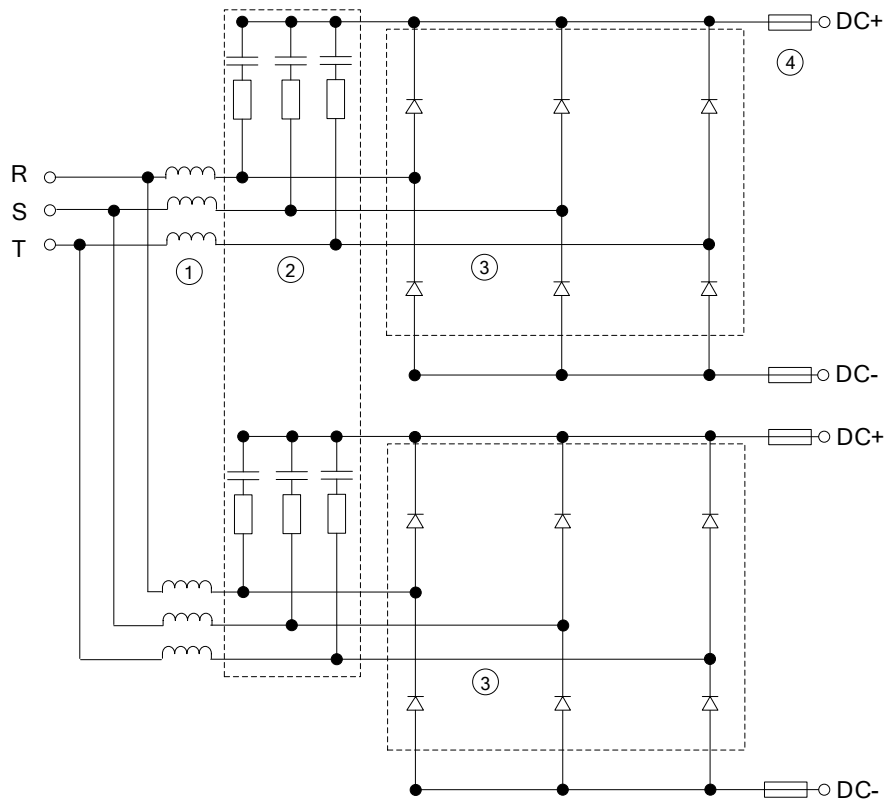 DC+
④
R
S
T
①
②
③
DC-
DC+
③
DC-